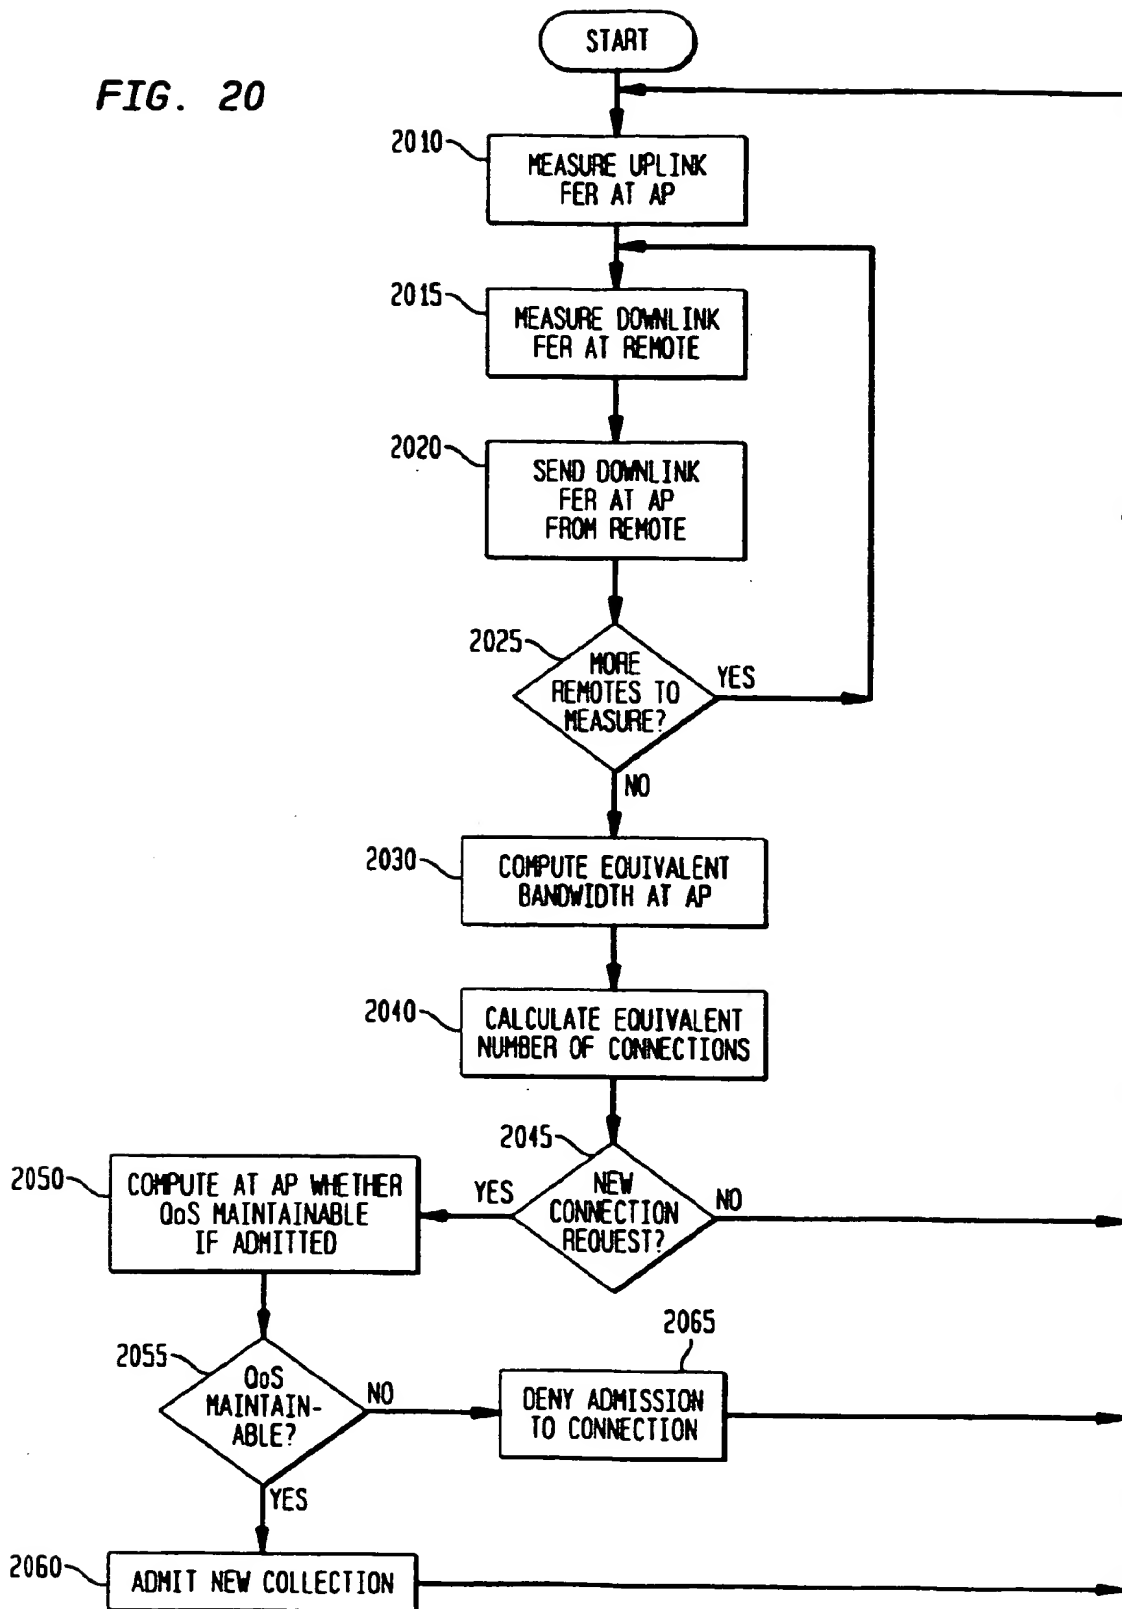 START
FIG. 20
2010
MEASURE UPLINK
FER AT AP
2015
MEASURE DOWNLINK
FER AT REMOTE
2020
SEND DOWNLINK
FER AT AP
FROM REMOTE
2025
MORE
REMOTES TO
MEASURE?
YES
NO
2030
COMPUTE EQUIVALENT
BANDWIDTH AT AP
2040
CALCULATE EQUIVALENT
NUMBER OF CONNECTIONS
2045
NEW
CONNECTION
REQUEST?
YES
NO
2050
COMPUTE AT AP WHETHER
QoS MAINTAINABLE
IF ADMITTED
2055
QoS
MAINTAIN-
ABLE?
NO
YES
2065
DENY ADMISSION
TO CONNECTION
2060
ADMIT NEW COLLECTION